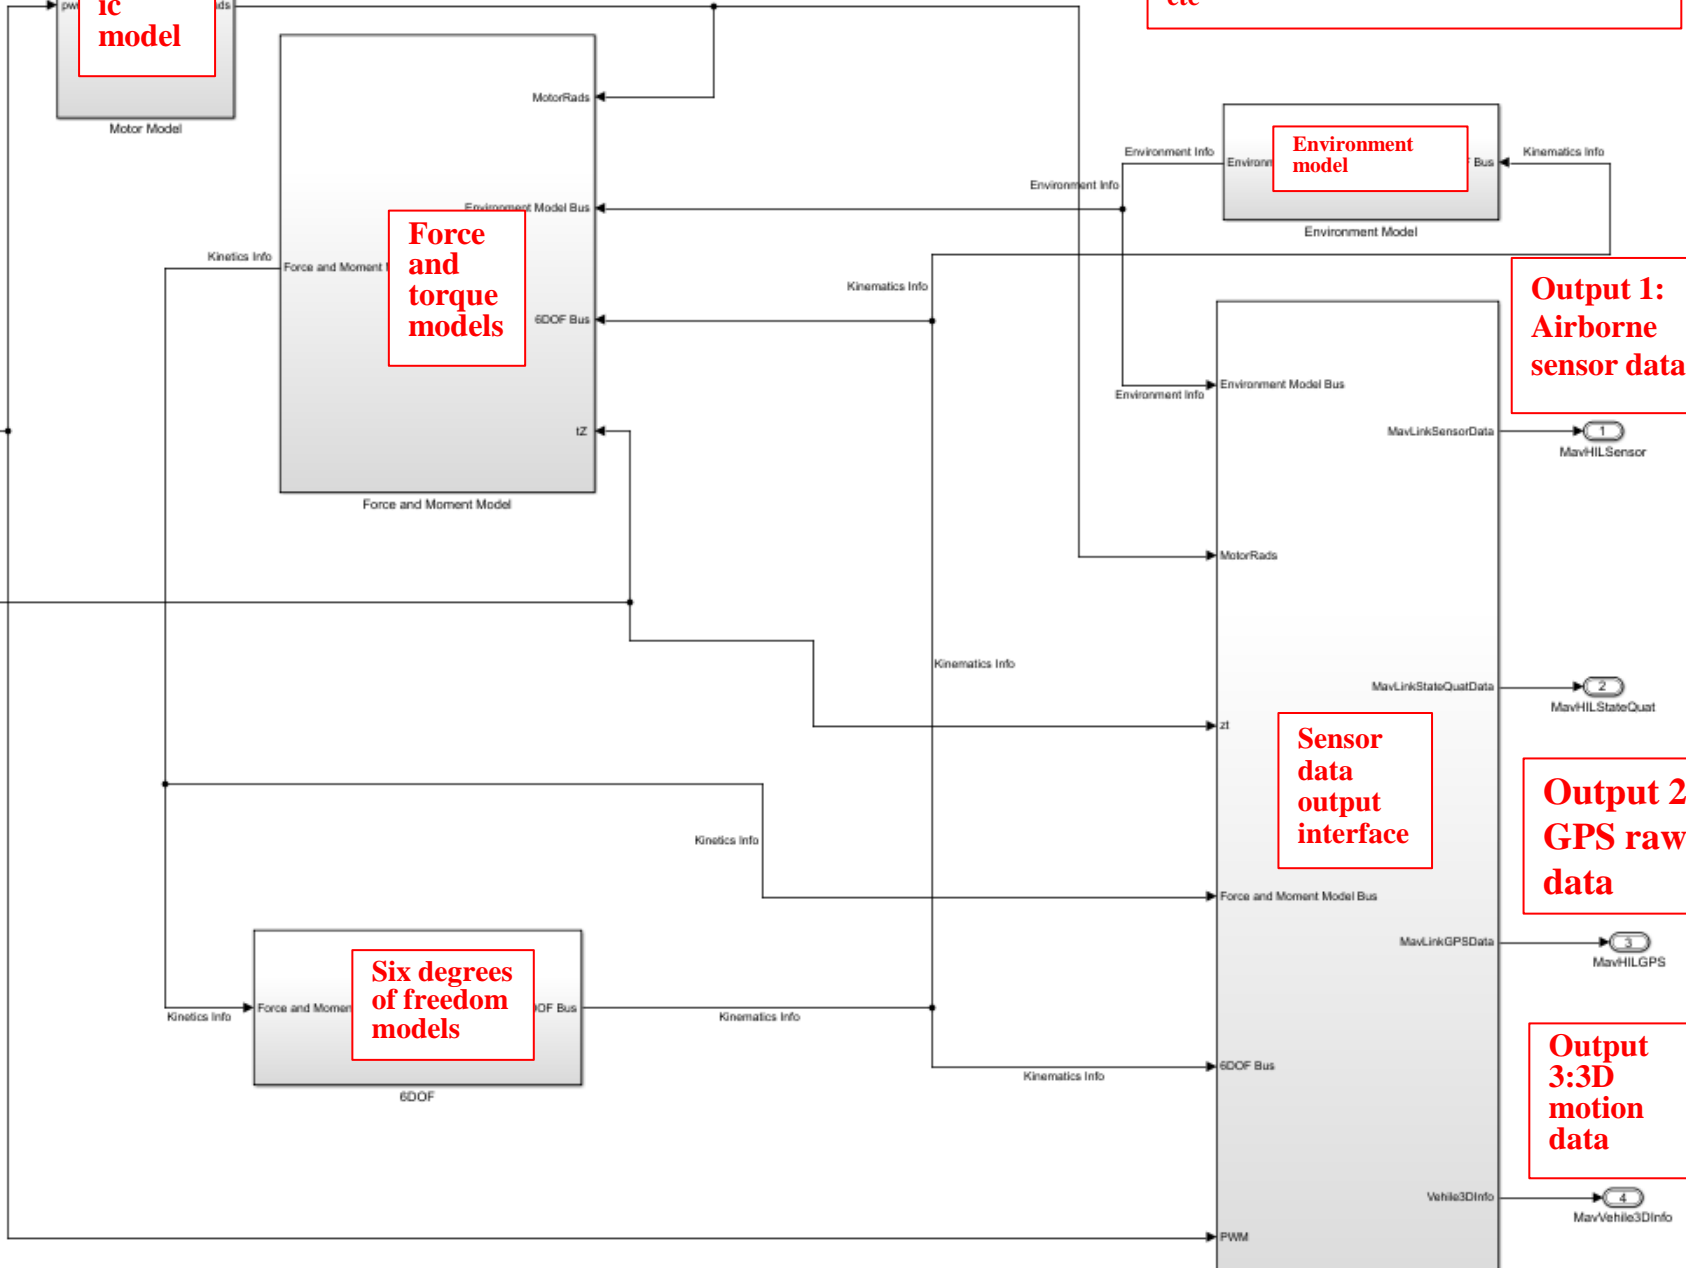 ic
model
Motor Model
etc
MotorRads
Environment Model Bus
Force and Moment
6DOF Bus
tZ
Force
and
torque
models
Force and Moment Model
Kinetics Info
Environment Info
Environment Info
Environment
model
Bus
Kinematics Info
Environment Model
Kinematics Info
Output 1:
Airborne
sensor data
Environment Info
Environment Model Bus
MavLinkSensorData
1
MavHILSensor
MotorRads
Kinematics Info
MavLinkStateQuatData
2
MavHILStateQuat
zt
Sensor
data
output
interface
Output 2
GPS raw
data
Kinetics Info
Force and Moment Model Bus
MavLinkGPSData
3
MavHILGPS
Six degrees
of freedom
models
Kinetics Info
Force and Momen
OF Bus
Kinematics Info
6DOF
Kinematics Info
6DOF Bus
Output
3:3D
motion
data
Vehile3DInfo
4
MavVehile3DInfo
PWM